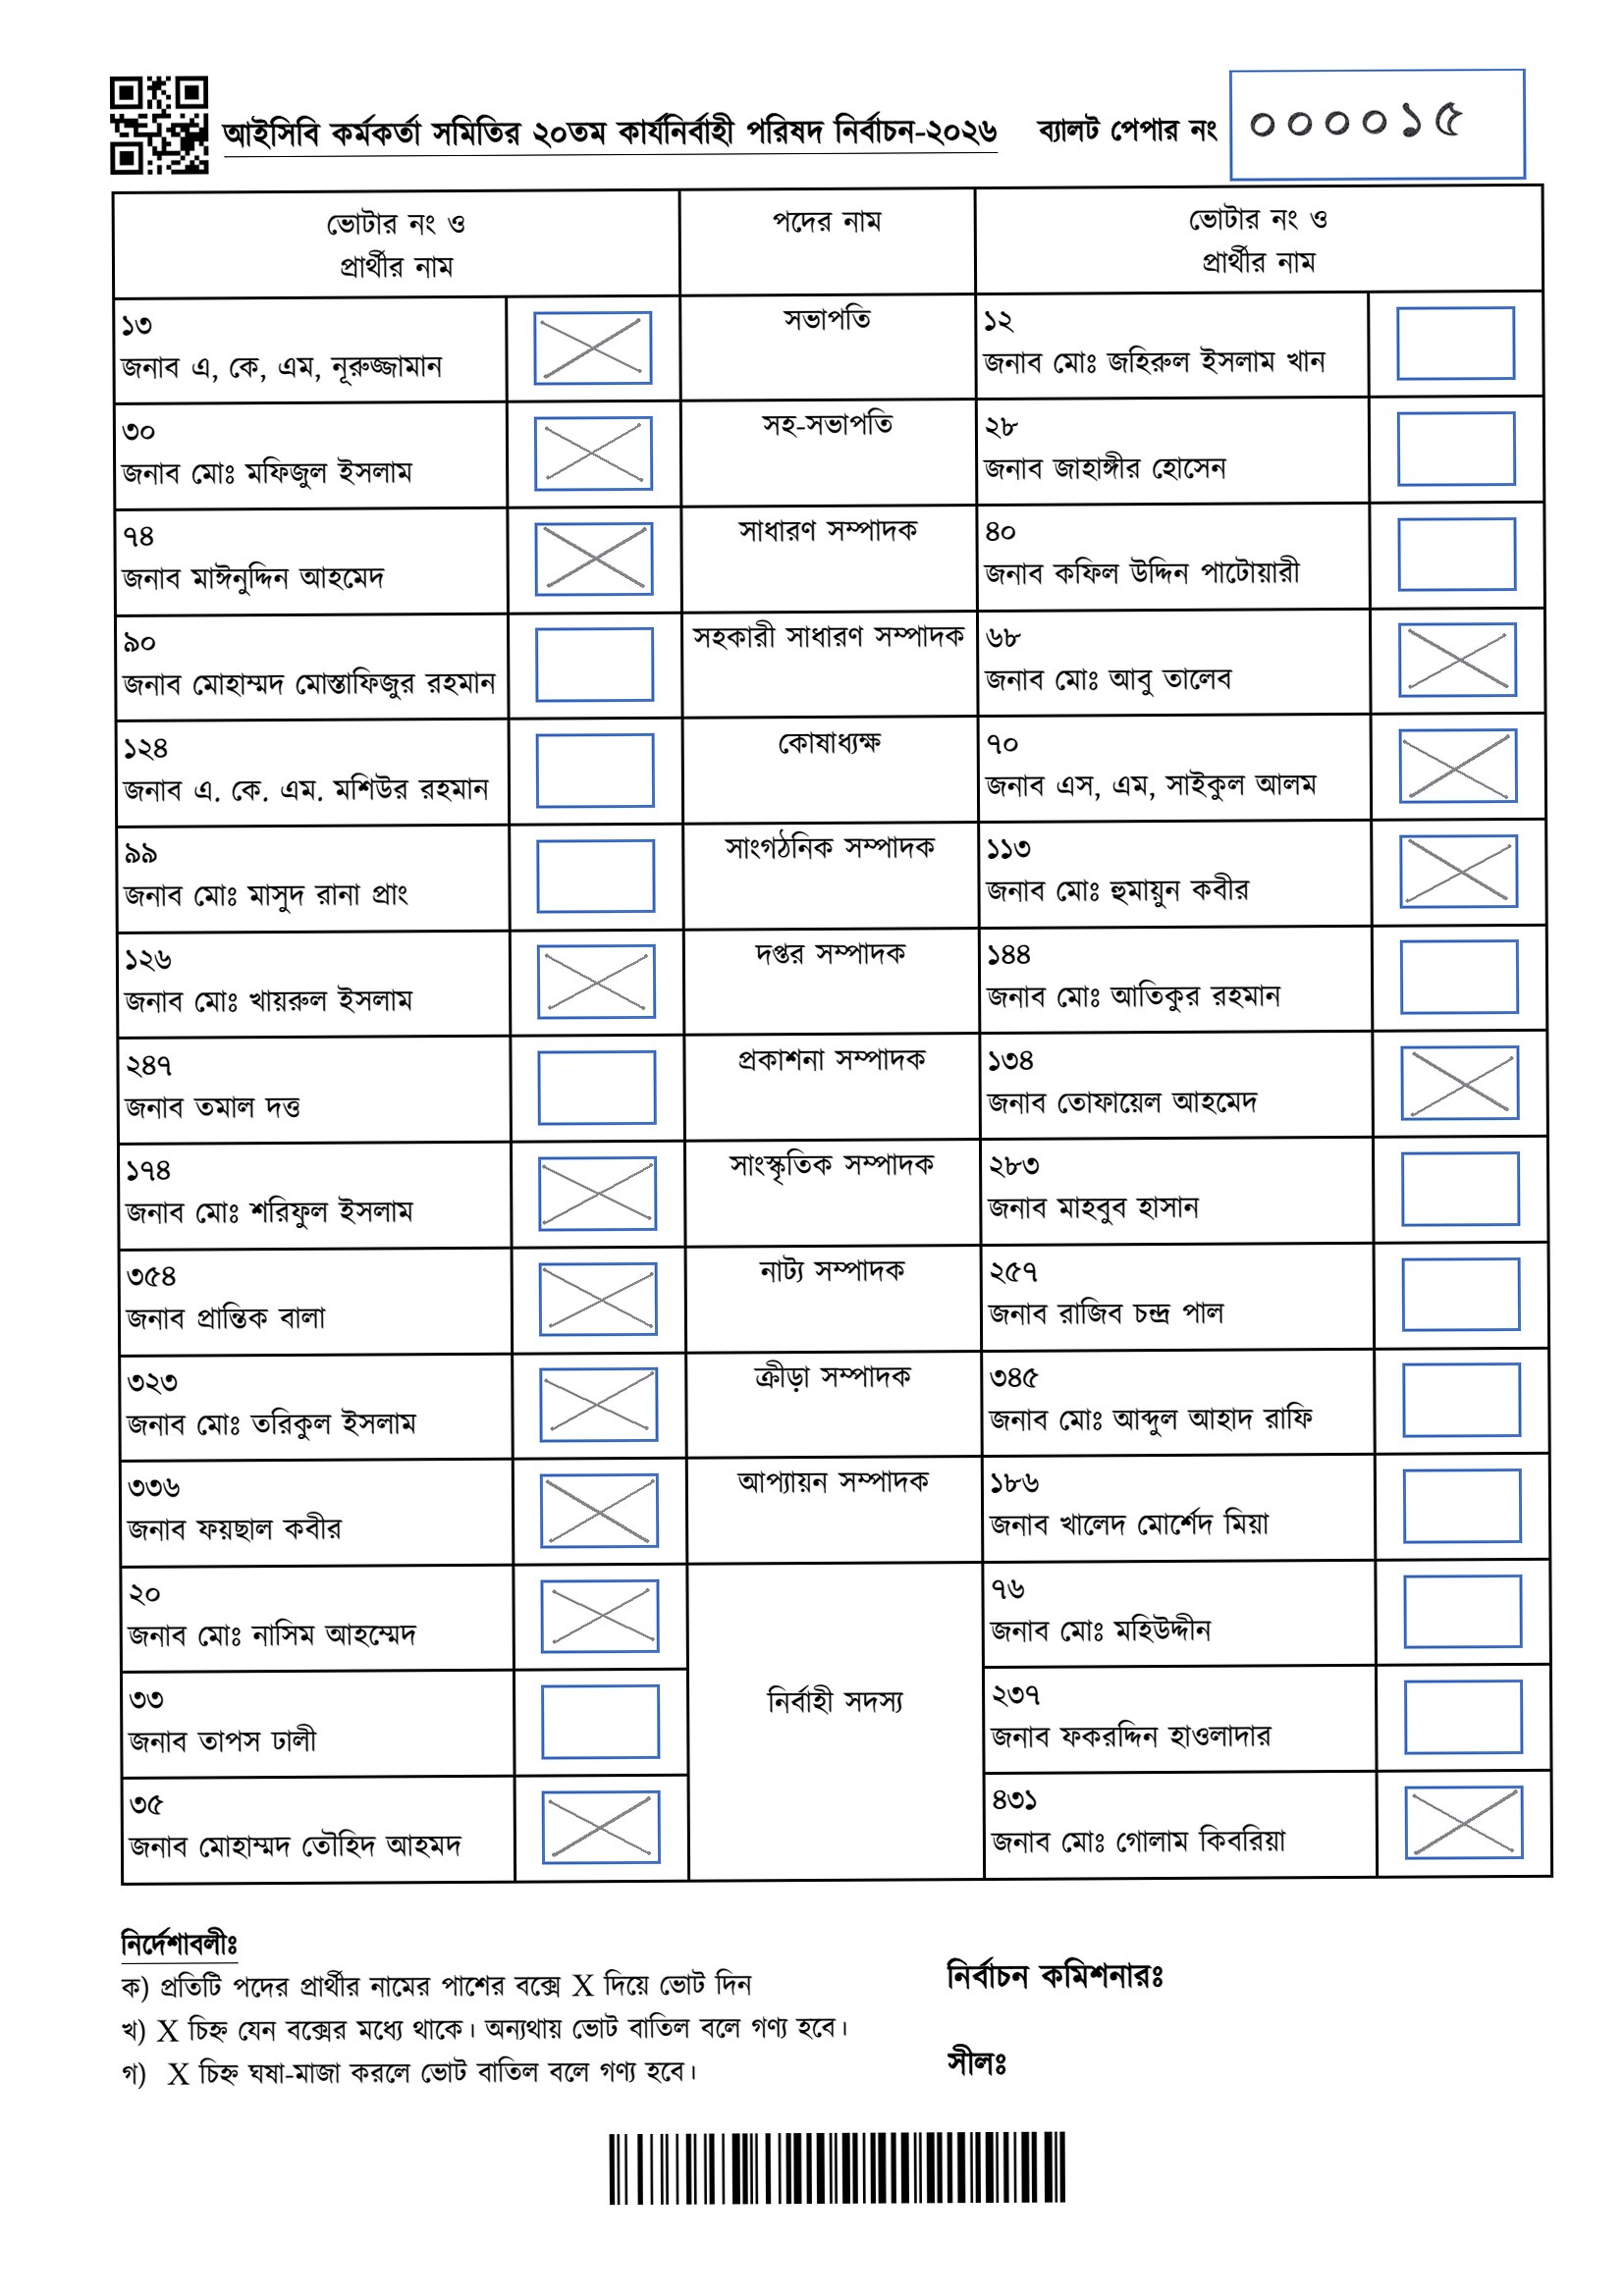 আইসিবি কর্মকর্তা সমিতির ২০তম কার্যনির্বাহী পরিষদ নির্বাচন-২০২৬ ব্যালট পেপার নং ০০০০১৫
ভোটার নং ও
প্রার্থীর নাম
পদের নাম
ভোটার নং ও
প্রার্থীর নাম
১৩
জনাব এ, কে, এম, নূরুজ্জামান
সভাপতি
১২
জনাব মোঃ জহিরুল ইসলাম খান
৩০
জনাব মোঃ মফিজুল ইসলাম
সহ-সভাপতি
২৮
জনাব জাহাঙ্গীর হোসেন
৭৪
জনাব মাঈনুদ্দিন আহমেদ
সাধারণ সম্পাদক
৪০
জনাব কফিল উদ্দিন পাটোয়ারী
৯০
জনাব মোহাম্মদ মোস্তাফিজুর রহমান
সহকারী সাধারণ সম্পাদক
৬৮
জনাব মোঃ আবু তালেব
১২৪
জনাব এ. কে. এম. মশিউর রহমান
কোষাধ্যক্ষ
৭০
জনাব এস, এম, সাইকুল আলম
৯৯
জনাব মোঃ মাসুদ রানা প্রাং
সাংগঠনিক সম্পাদক
১১৩
জনাব মোঃ হুমায়ুন কবীর
১২৬
জনাব মোঃ খায়রুল ইসলাম
দপ্তর সম্পাদক
১৪৪
জনাব মোঃ আতিকুর রহমান
২৪৭
জনাব তমাল দত্ত
প্রকাশনা সম্পাদক
১৩৪
জনাব তোফায়েল আহমেদ
১৭৪
জনাব মোঃ শরিফুল ইসলাম
সাংস্কৃতিক সম্পাদক
২৮৩
জনাব মাহবুব হাসান
৩৫৪
জনাব প্রান্তিক বালা
নাট্য সম্পাদক
২৫৭
জনাব রাজিব চন্দ্র পাল
৩২৩
জনাব মোঃ তরিকুল ইসলাম
ক্রীড়া সম্পাদক
৩৪৫
জনাব মোঃ আব্দুল আহাদ রাফি
৩৩৬
জনাব ফয়ছাল কবীর
আপ্যায়ন সম্পাদক
১৮৬
জনাব খালেদ মোর্শেদ মিয়া
২০
জনাব মোঃ নাসিম আহম্মেদ
৭৬
জনাব মোঃ মহিউদ্দীন
৩৩
জনাব তাপস ঢালী
নির্বাহী সদস্য
২৩৭
জনাব ফকরদ্দিন হাওলাদার
৩৫
জনাব মোহাম্মদ তৌহিদ আহমদ
৪৩১
জনাব মোঃ গোলাম কিবরিয়া
নির্দেশাবলীঃ
ক) প্রতিটি পদের প্রার্থীর নামের পাশের বক্সে X দিয়ে ভোট দিন
খ) X চিহ্ন যেন বক্সের মধ্যে থাকে। অন্যথায় ভোট বাতিল বলে গণ্য হবে।
গ) X চিহ্ন ঘষা-মাজা করলে ভোট বাতিল বলে গণ্য হবে।
নির্বাচন কমিশনারঃ
সীলঃ